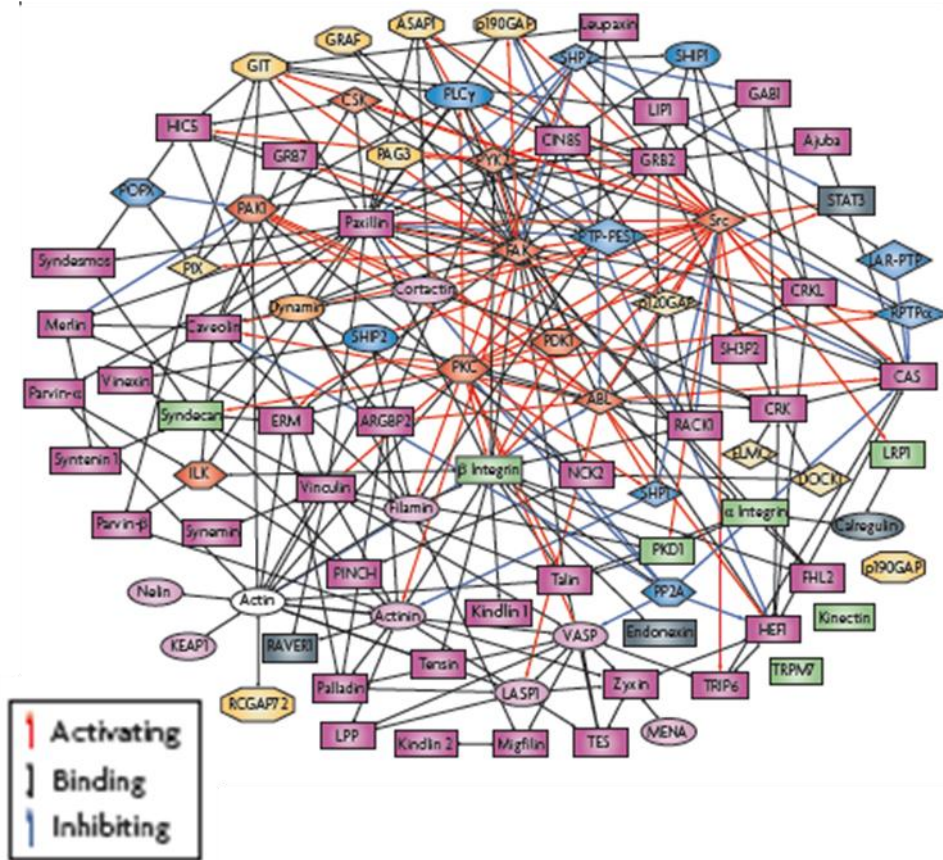 ASAP1
p190GAP
Leupaxin
GRAF
SHP2
SHIP1
GIT
CSK
PLCγ
LIP1
GAB1
HIC5
GRB7
PAG3
PYK2
CIN85
GRB2
Ajuba
POPX
PAK1
Paxillin
FAK
PTP-PEST
Src
STAT3
Syndesmos
PIX
Cortactin
p120GAP
CRKL
LAR-PTP
Dynamin
RPTPα
Merlin
Caveolin
SHIP2
PDK1
SH3P2
Parvin-α
Vinexin
PKC
CAS
Syndecan
ERM
ARGBP2
ABL
RACK1
CRK
Syntenin 1
ILK
β Integrin
NCK2
ELMO
LRP1
Vinculin
SHP1
DOCK1
Parvin-β
Synemin
Filamin
α Integrin
Calregulin
PINCH
PKD1
p190GAP
Nelin
Actin
Talin
PP2A
FHL2
Actinin
Kindlin 1
Kinectin
KEAP1
RAVER1
VASP
Endonexin
HEF1
Tensin
TRPM7
Palladin
LASP1
Zyxin
TRIP6
RCGAP72
LPP
Kindlin 2
Migfilin
TES
MENA
Activating
Binding
Inhibiting